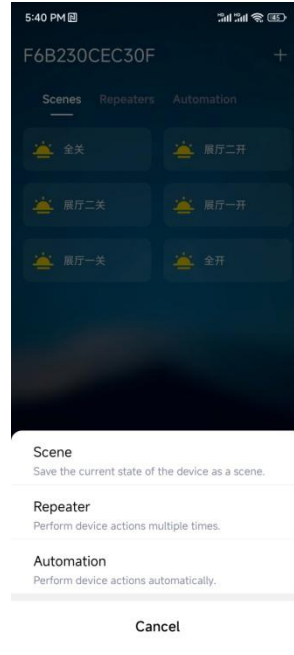 5:40 PM
45
F6B230CEC30F
+
Scenes Repeaters Automation
全关 展厅二开
展厅二关 展厅一开
展厅一关 全开
Scene
Save the current state of the device as a scene.
Repeater
Perform device actions multiple times.
Automation
Perform device actions automatically.
Cancel